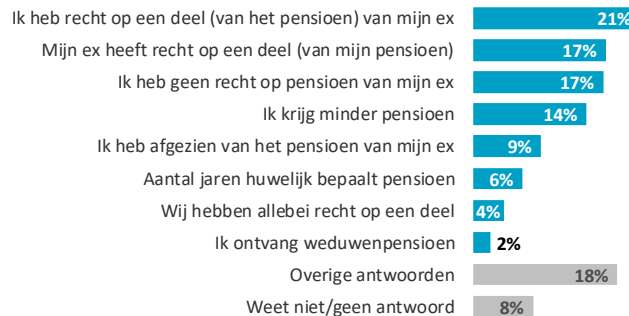 Ik heb recht op een deel (van het pensioen) van mijn ex 21%
Mijn ex heeft recht op een deel (van mijn pensioen) 17%
Ik heb geen recht op pensioen van mijn ex 17%
Ik krijg minder pensioen 14%
Ik heb afgezien van het pensioen van mijn ex 9%
Aantal jaren huwelijk bepaalt pensioen 6%
Wij hebben allebei recht op een deel 4%
Ik ontvang weduwenpensioen 2%
Overige antwoorden 18%
Weet niet/geen antwoord 8%